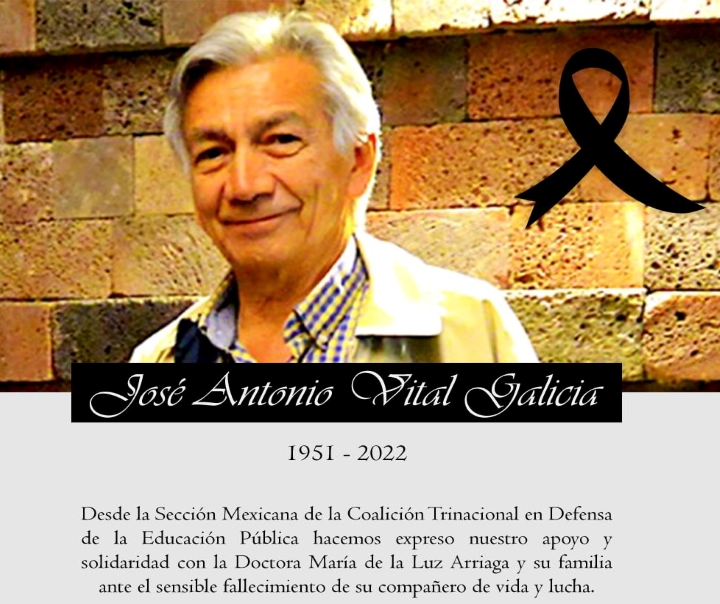 José Antonio Vital Galicia
1951 - 2022
Desde la Sección Mexicana de la Coalición Trinacional en Defensa
de la Educación Pública hacemos expreso nuestro apoyo y
solidaridad con la Doctora María de la Luz Arriaga y su familia
ante el sensible fallecimiento de su compañero de vida y lucha.